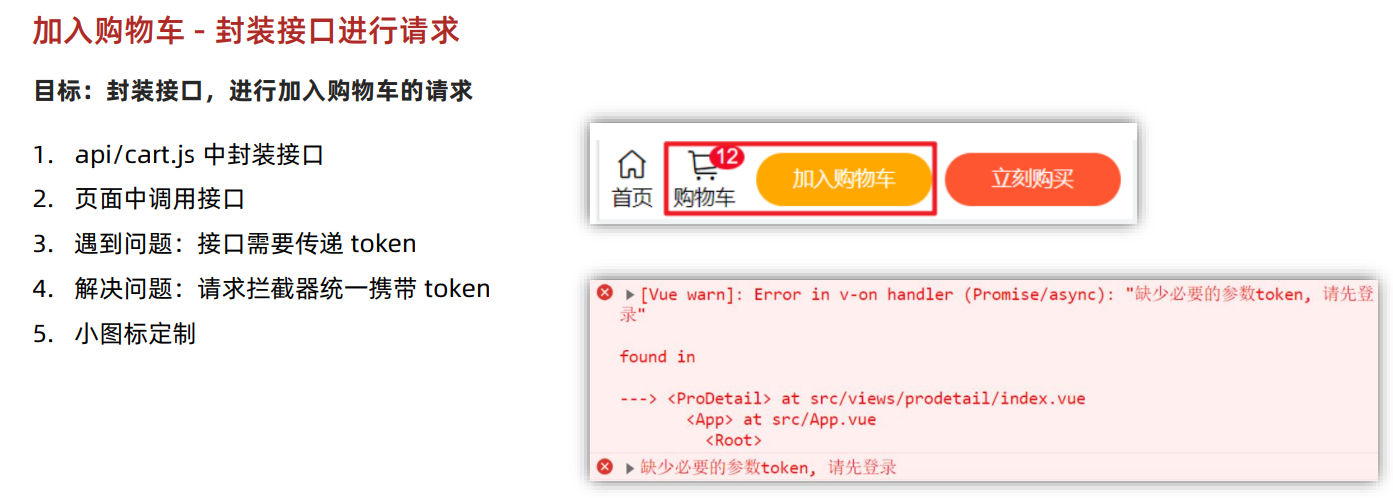 加入购物车 - 封装接口进行请求
目标：封装接口，进行加入购物车的请求
1. api/cart.js 中封装接口
2. 页面中调用接口
3. 遇到问题：接口需要传递 token
4. 解决问题：请求拦截器统一携带 token
5. 小图标定制
12
首页 购物车 加入购物车 立刻购买
[Vue warn]: Error in v-on handler (Promise/async): "缺少必要的参数token, 请先登
录"
found in
---> <ProDetail> at src/views/prodetail/index.vue
<App> at src/App.vue
<Root>
缺少必要的参数token, 请先登录